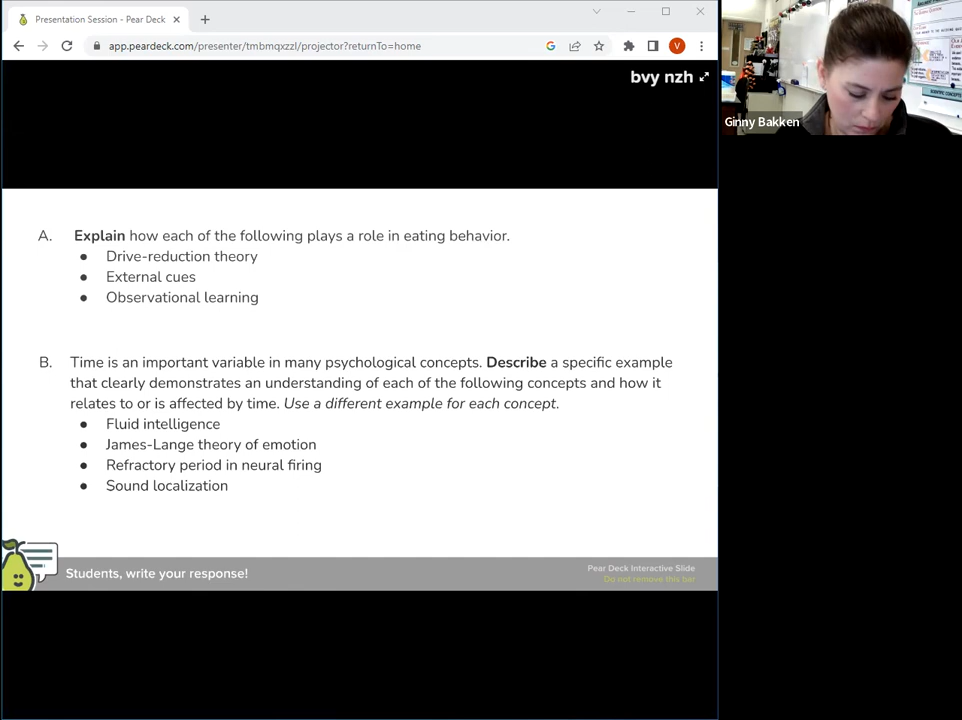 Presentation Session - Pear Deck
app.peardeck.com/presenter/tmbmqxzzl/projector?returnTo=home
V
bvy nzh
Ginny Bakken
A. Explain how each of the following plays a role in eating behavior.
● Drive-reduction theory
● External cues
● Observational learning
B. Time is an important variable in many psychological concepts. Describe a specific example
that clearly demonstrates an understanding of each of the following concepts and how it
relates to or is affected by time. Use a different example for each concept.
● Fluid intelligence
● James-Lange theory of emotion
● Refractory period in neural firing
● Sound localization
Students, write your response!
Pear Deck Interactive Slide
Do not remove this bar